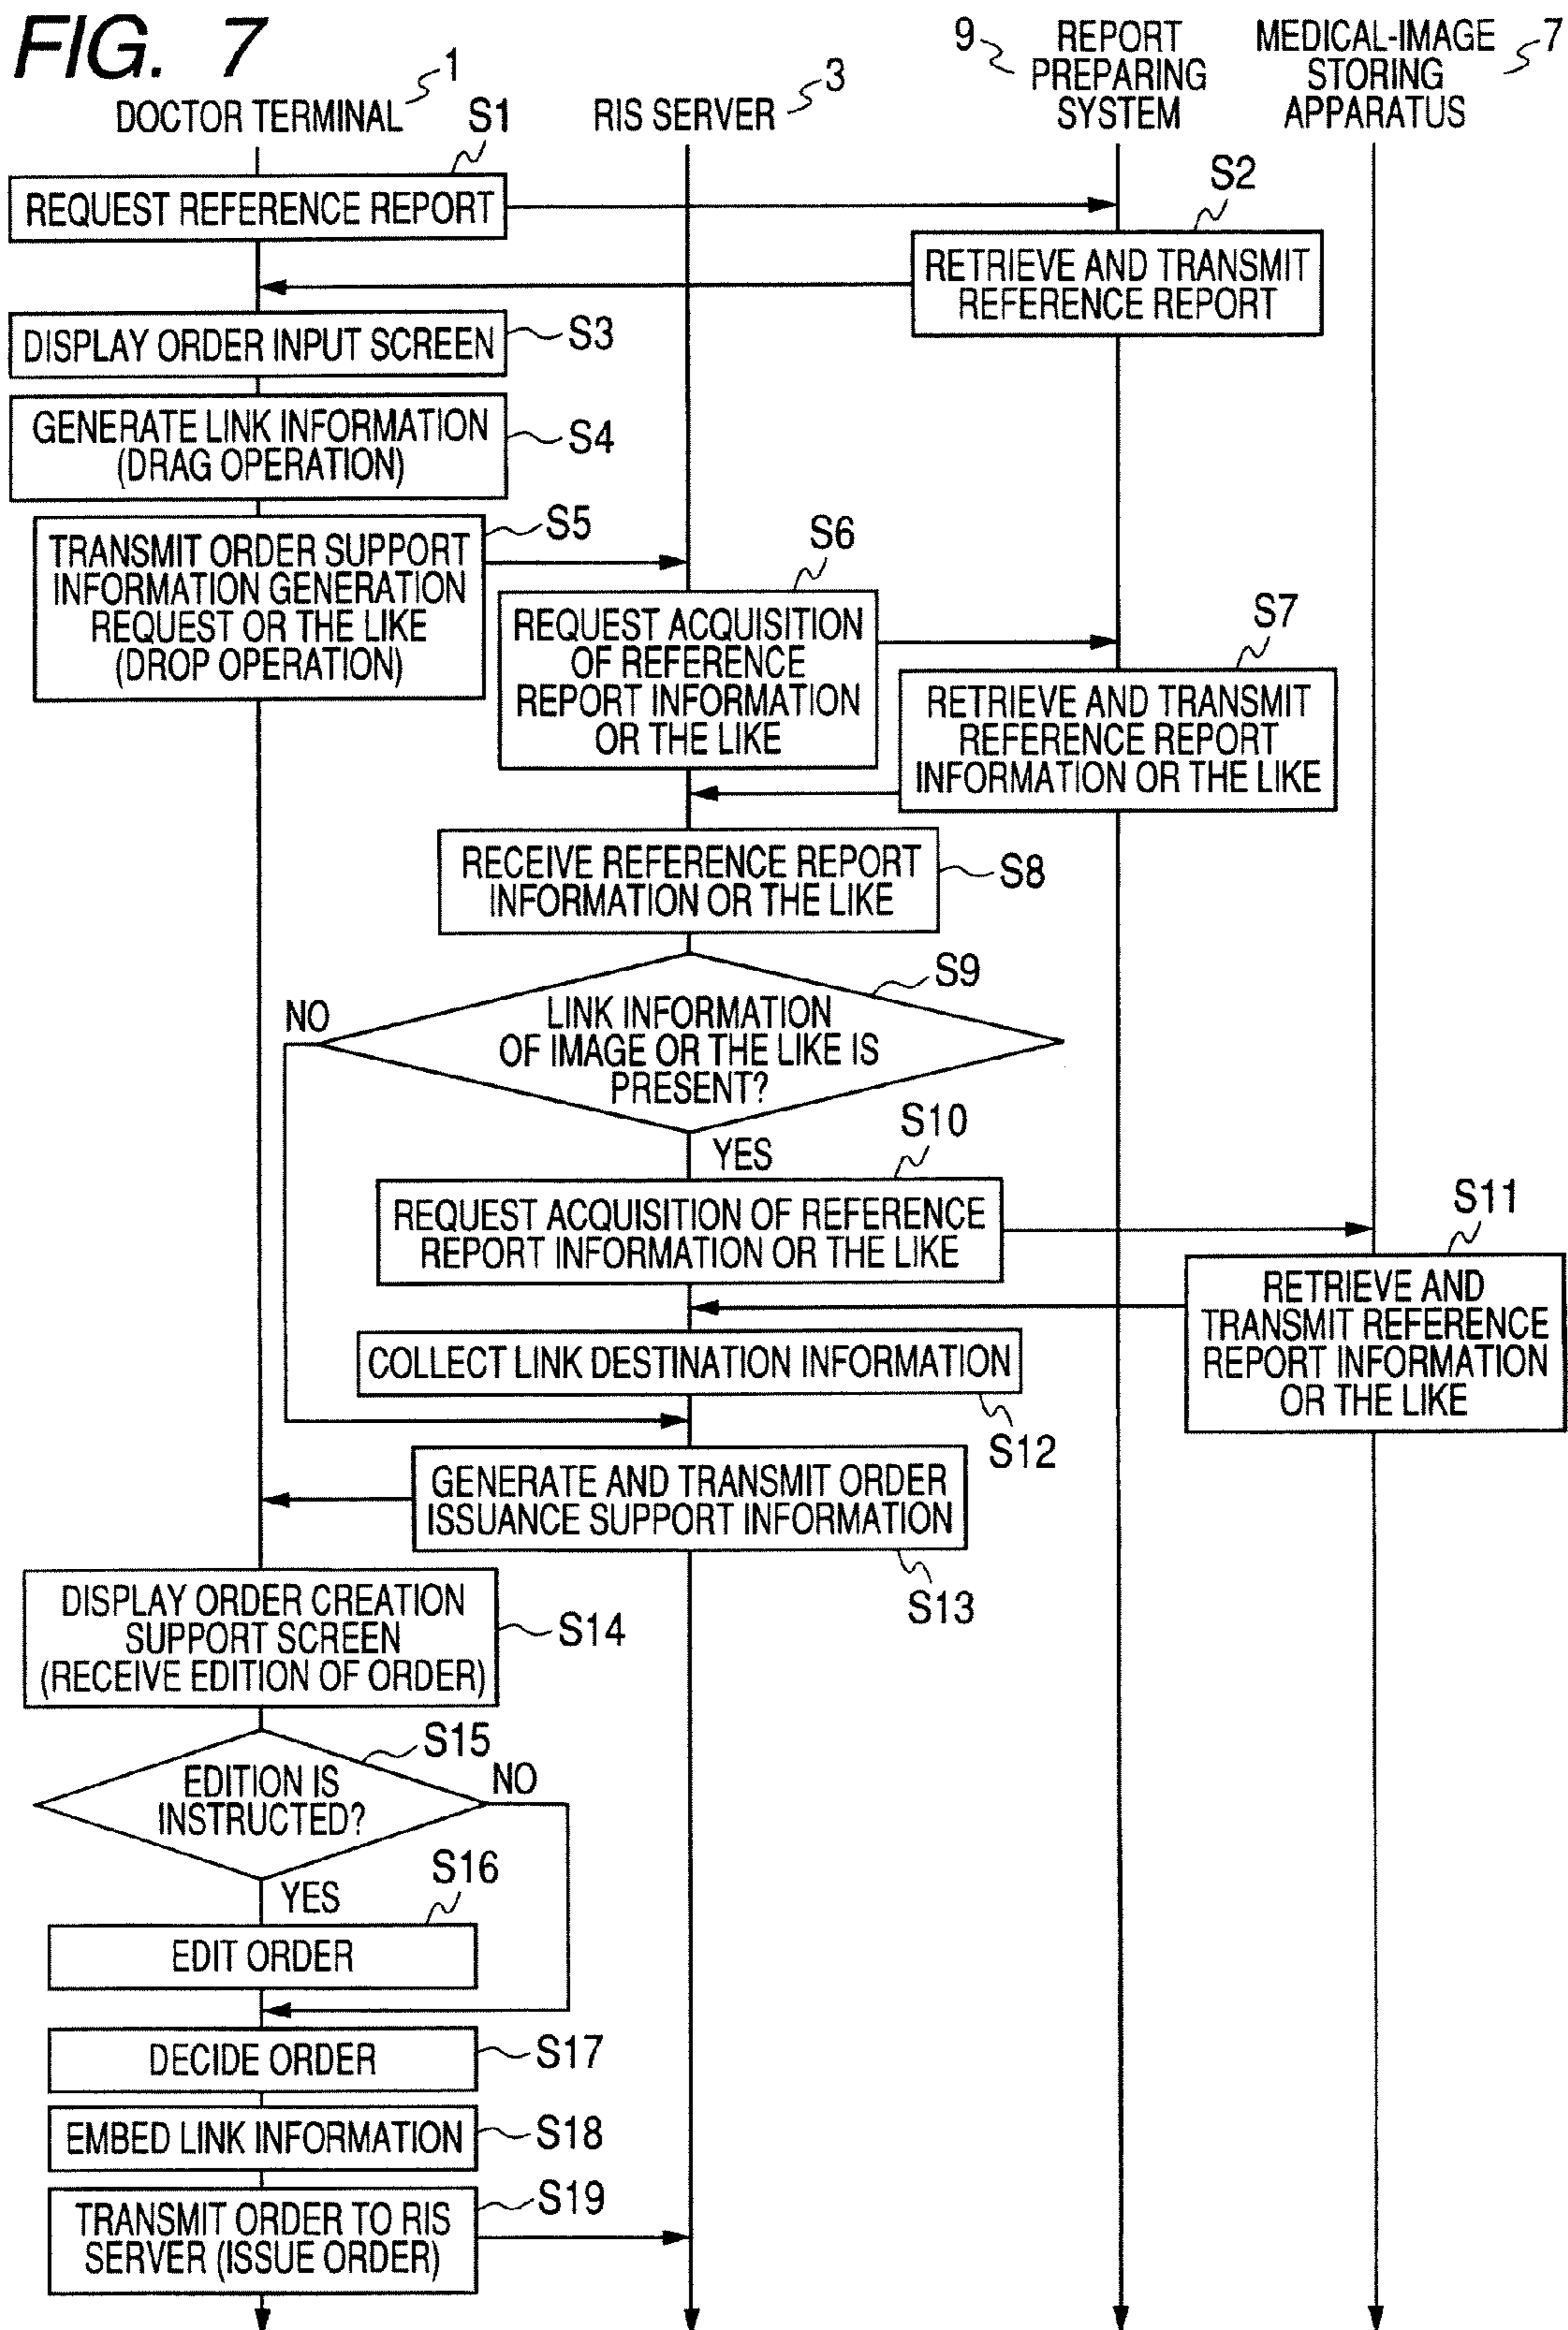 FIG. 7
DOCTOR TERMINAL
1
RIS SERVER
3
9
REPORT
PREPARING
SYSTEM
MEDICAL-IMAGE
STORING
APPARATUS
7
S1
REQUEST REFERENCE REPORT
S2
RETRIEVE AND TRANSMIT
REFERENCE REPORT
DISPLAY ORDER INPUT SCREEN
S3
GENERATE LINK INFORMATION
(DRAG OPERATION)
S4
TRANSMIT ORDER SUPPORT
INFORMATION GENERATION
REQUEST OR THE LIKE
(DROP OPERATION)
S5
S6
REQUEST ACQUISITION
OF REFERENCE
REPORT INFORMATION
OR THE LIKE
S7
RETRIEVE AND TRANSMIT
REFERENCE REPORT
INFORMATION OR THE LIKE
RECEIVE REFERENCE REPORT
INFORMATION OR THE LIKE
S8
S9
LINK INFORMATION
OF IMAGE OR THE LIKE IS
PRESENT?
NO
YES
S10
REQUEST ACQUISITION OF REFERENCE
REPORT INFORMATION OR THE LIKE
S11
RETRIEVE AND
TRANSMIT REFERENCE
REPORT INFORMATION
OR THE LIKE
COLLECT LINK DESTINATION INFORMATION
S12
GENERATE AND TRANSMIT ORDER
ISSUANCE SUPPORT INFORMATION
S13
DISPLAY ORDER CREATION
SUPPORT SCREEN
(RECEIVE EDITION OF ORDER)
S14
S15
EDITION IS
INSTRUCTED?
NO
YES
S16
EDIT ORDER
DECIDE ORDER
S17
EMBED LINK INFORMATION
S18
TRANSMIT ORDER TO RIS
SERVER (ISSUE ORDER)
S19